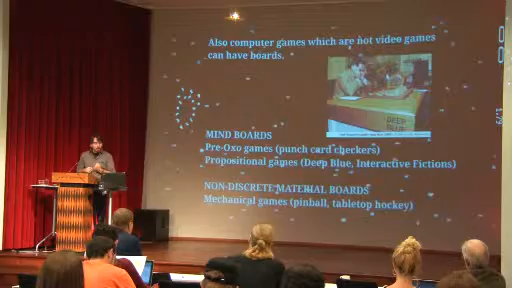 Also computer games which are not video games
can have boards.
MIND BOARDS
Pre-Oxo games (punch card checkers)
Propositional games (Deep Blue, Interactive Fictions)
NON-DISCRETE MATERIAL BOARDS
Mechanical games (pinball, tabletop hockey)